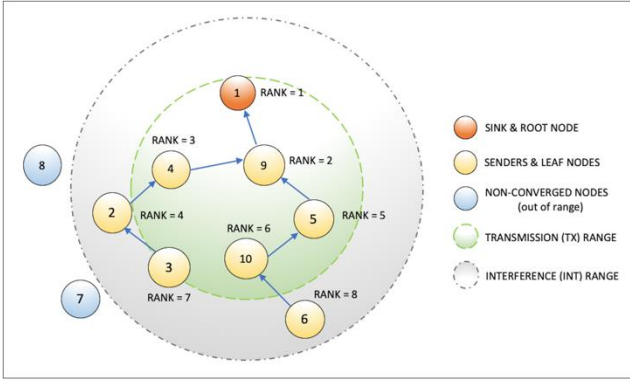 1
RANK = 1
RANK = 3
4
9
RANK = 2
8
2
RANK = 4
5
RANK = 5
RANK = 6
10
3
RANK = 7
7
6
RANK = 8
SINK & ROOT NODE
SENDERS & LEAF NODES
NON-CONVERGED NODES
(out of range)
TRANSMISSION (TX) RANGE
INTERFERENCE (INT) RANGE